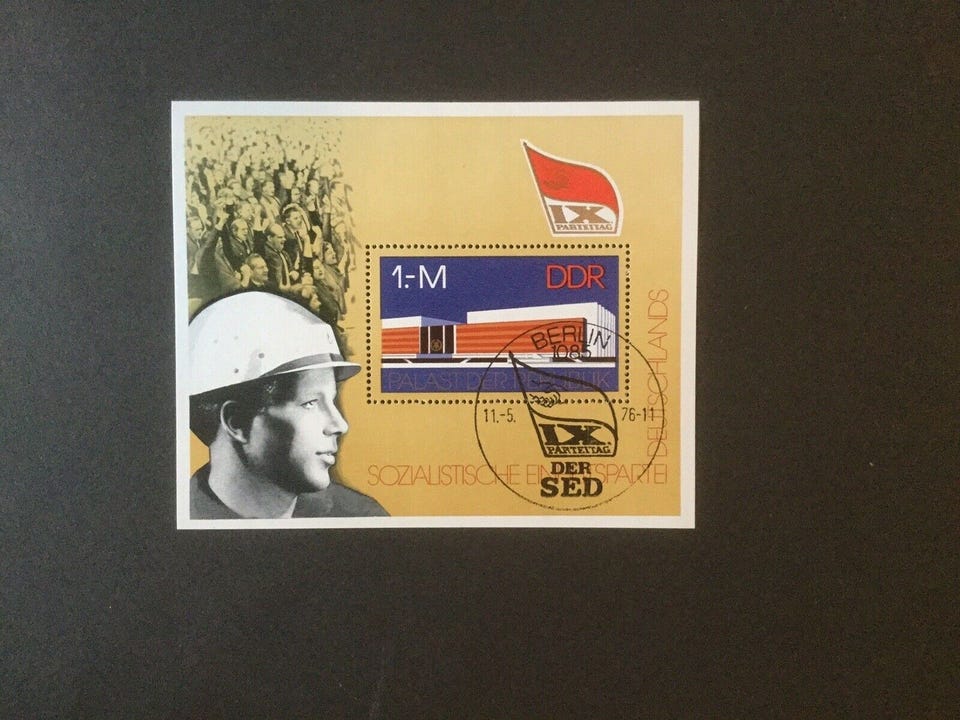 IX
PARTEITAG
1.-M DDR
PALAST DER REPUBLIK
BERLIN
1085
11.-5. 76-11
IX
PARTEITAG
DER
SED
SOZIALISTISCHE EINHEITSPARTEI
DEUTSCHLANDS